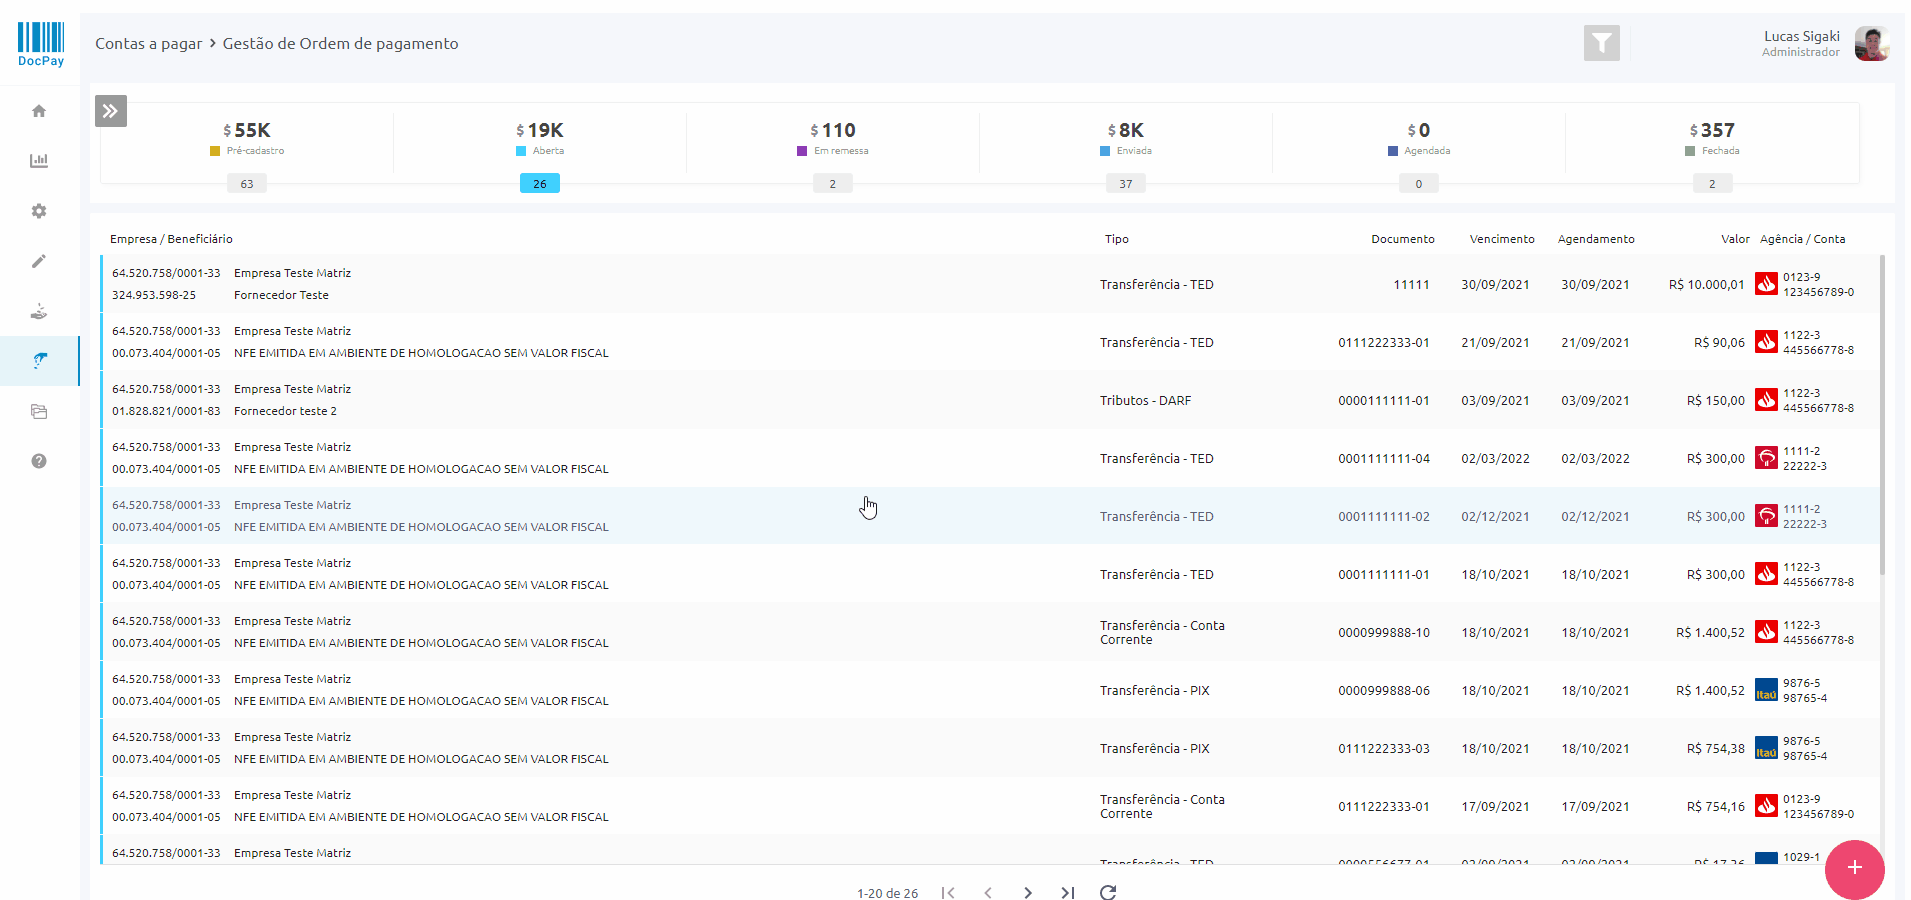 DocPay
Contas a pagar > Gestão de Ordem de pagamento
Lucas Sigaki
Administrador
$ 55K
Pré-cadastro
63
$ 19K
Aberta
26
$ 110
Em remessa
2
$ 8K
Enviada
37
$ 0
Agendada
0
$ 357
Fechada
2
Empresa / Beneficiário Tipo Documento Vencimento Agendamento Valor Agência / Conta
64.520.758/0001-33 Empresa Teste Matriz
324.953.598-25 Fornecedor Teste
Transferência - TED 11111 30/09/2021 30/09/2021 R$ 10.000,01
0123-9
123456789-0
64.520.758/0001-33 Empresa Teste Matriz
00.073.404/0001-05 NFE EMITIDA EM AMBIENTE DE HOMOLOGACAO SEM VALOR FISCAL
Transferência - TED 0111222333-01 21/09/2021 21/09/2021 R$ 90,06
1122-3
445566778-8
64.520.758/0001-33 Empresa Teste Matriz
01.828.821/0001-83 Fornecedor teste 2
Tributos - DARF 0000111111-01 03/09/2021 03/09/2021 R$ 150,00
1122-3
445566778-8
64.520.758/0001-33 Empresa Teste Matriz
00.073.404/0001-05 NFE EMITIDA EM AMBIENTE DE HOMOLOGACAO SEM VALOR FISCAL
Transferência - TED 0001111111-04 02/03/2022 02/03/2022 R$ 300,00
1111-2
22222-3
64.520.758/0001-33 Empresa Teste Matriz
00.073.404/0001-05 NFE EMITIDA EM AMBIENTE DE HOMOLOGACAO SEM VALOR FISCAL
Transferência - TED 0001111111-02 02/12/2021 02/12/2021 R$ 300,00
1111-2
22222-3
64.520.758/0001-33 Empresa Teste Matriz
00.073.404/0001-05 NFE EMITIDA EM AMBIENTE DE HOMOLOGACAO SEM VALOR FISCAL
Transferência - TED 0001111111-01 18/10/2021 18/10/2021 R$ 300,00
1122-3
445566778-8
64.520.758/0001-33 Empresa Teste Matriz
00.073.404/0001-05 NFE EMITIDA EM AMBIENTE DE HOMOLOGACAO SEM VALOR FISCAL
Transferência - Conta
Corrente
0000999888-10 18/10/2021 18/10/2021 R$ 1.400,52
1122-3
445566778-8
64.520.758/0001-33 Empresa Teste Matriz
00.073.404/0001-05 NFE EMITIDA EM AMBIENTE DE HOMOLOGACAO SEM VALOR FISCAL
Transferência - PIX 0000999888-06 18/10/2021 18/10/2021 R$ 1.400,52
Itaú
9876-5
98765-4
64.520.758/0001-33 Empresa Teste Matriz
00.073.404/0001-05 NFE EMITIDA EM AMBIENTE DE HOMOLOGACAO SEM VALOR FISCAL
Transferência - PIX 0111222333-03 18/10/2021 18/10/2021 R$ 754,38
Itaú
9876-5
98765-4
64.520.758/0001-33 Empresa Teste Matriz
00.073.404/0001-05 NFE EMITIDA EM AMBIENTE DE HOMOLOGACAO SEM VALOR FISCAL
Transferência - Conta
Corrente
0111222333-01 17/09/2021 17/09/2021 R$ 754,16
0123-9
123456789-0
64.520.758/0001-33 Empresa Teste Matriz
1029-1
1-20 de 26